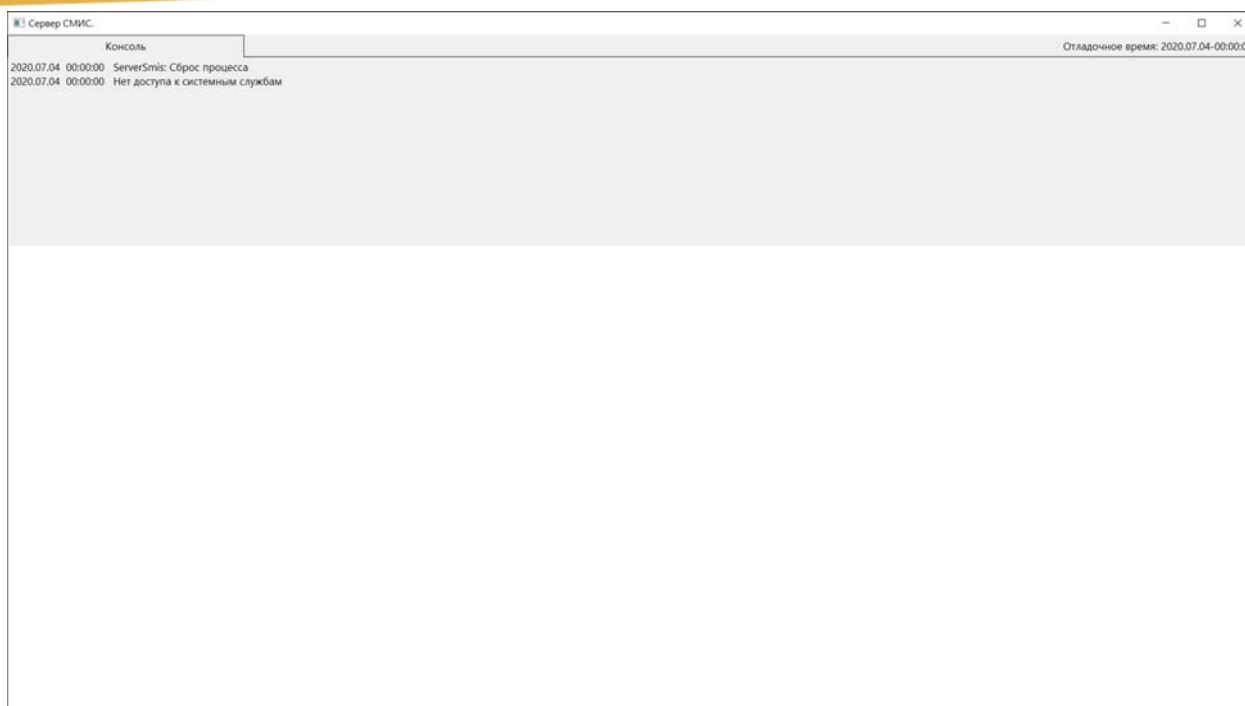 Сервер СМИС.
Консоль
Отладочное время: 2020.07.04-00:00:0
2020.07.04 00:00:00 ServerSmis: Сброс процесса
2020.07.04 00:00:00 Нет доступа к системным службам